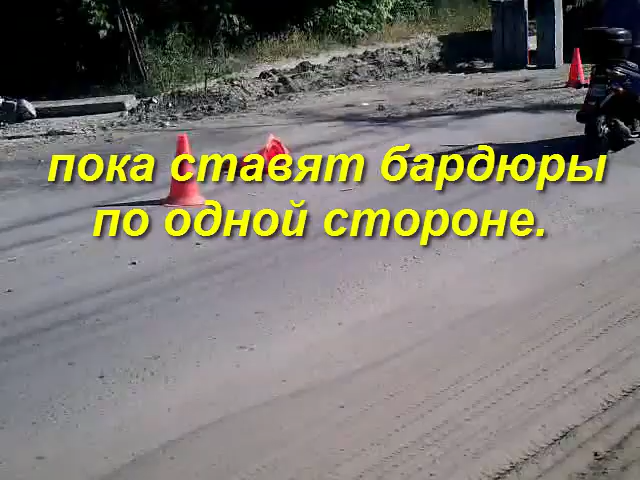 пока ставят бардюры
по одной стороне.